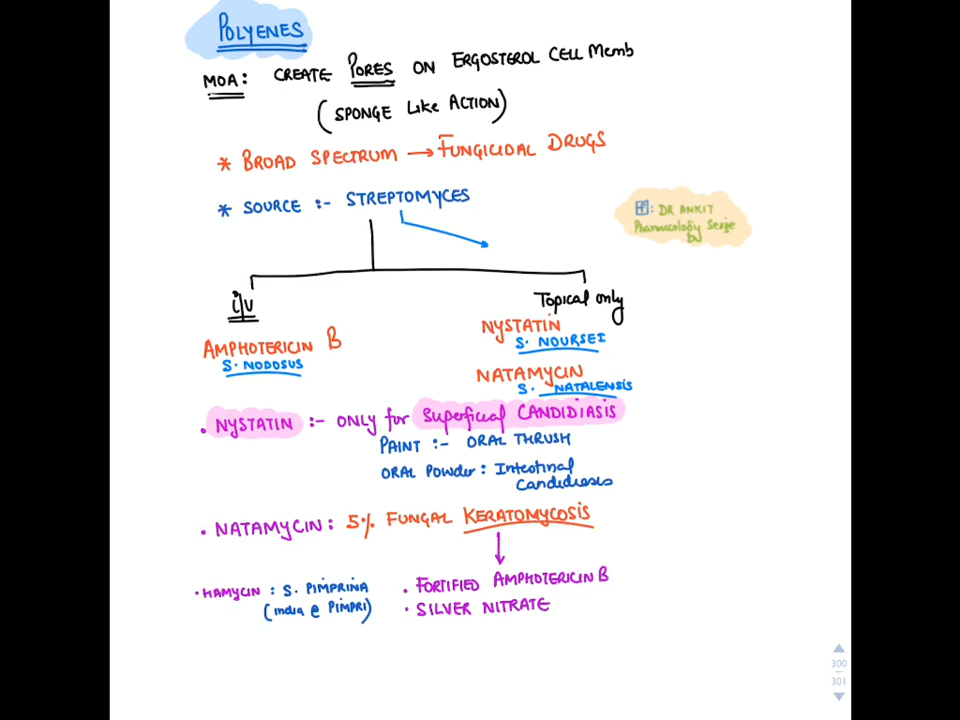 POLYENES
MOA: CREATE PORES ON ERGOSTEROL CELL Memb
(SPONGE Like ACTION)
* BROAD SPECTRUM → FUNGICIDAL DRUGS
* SOURCE :- STREPTOMYCES
f: DR ANKIT
Pharmacology Serize
by
i/v
Topical only
AMPHOTERICIN B
S. NODOSUS
NYSTATIN
S. NOURSEI
NATAMYCIN
S. NATALENSIS
. NYSTATIN :- ONLY for Superficial CANDIDIASIS
PAINT :- ORAL THRUSH
ORAL Powder : Intestinal
Candidiasis
. NATAMYCIN: 5% FUNGAL KERATOMYCOSIS
. HAMYCIN : S. PIMPRINA
(india @ PIMPRI)
. FORTIFIED AMPHOTERICIN B
. SILVER NITRATE
300
301